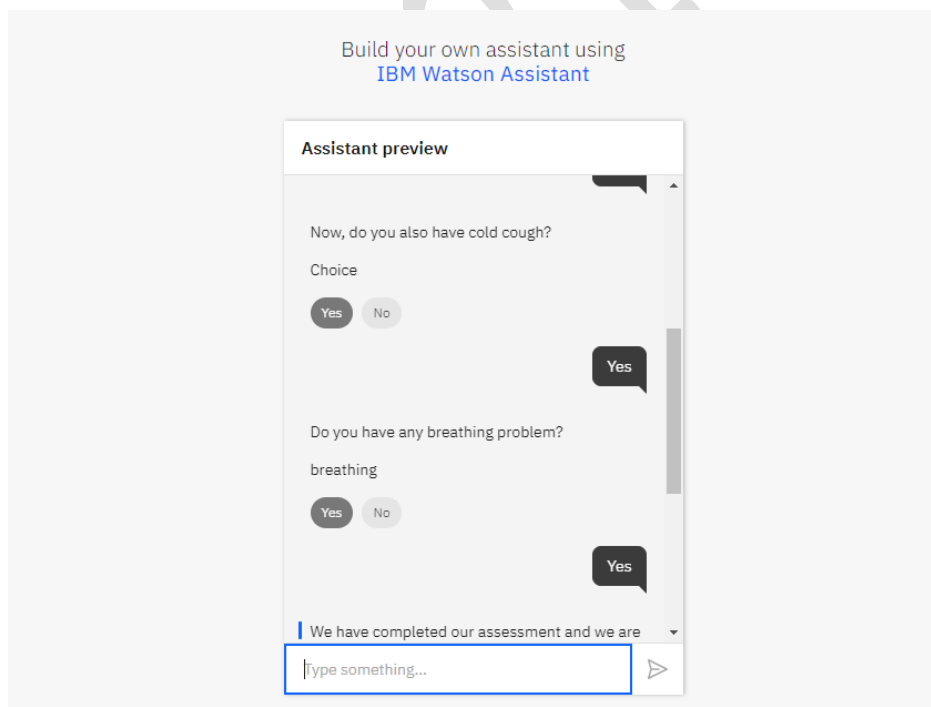 Build your own assistant using
IBM Watson Assistant
Assistant preview
Now, do you also have cold cough?
Choice
Yes No
Yes
Do you have any breathing problem?
breathing
Yes No
Yes
We have completed our assessment and we are
Type something...